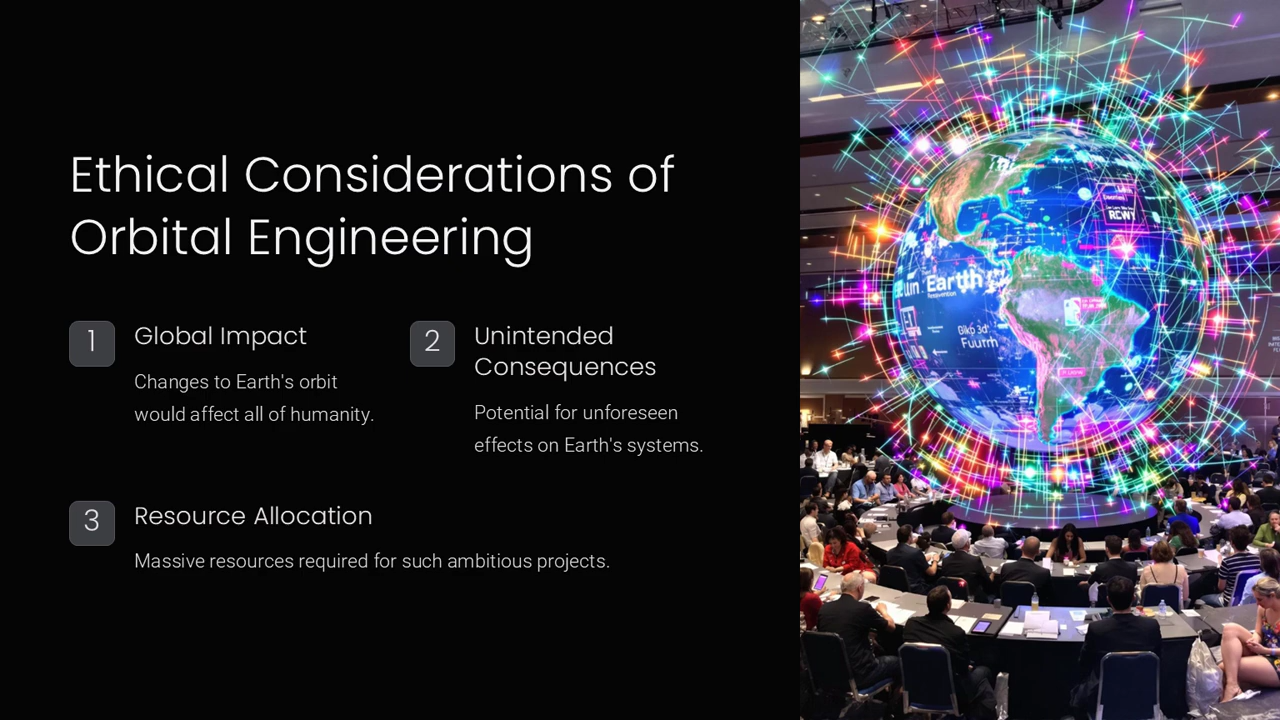 Ethical Considerations of
Orbital Engineering
1
Global Impact
Changes to Earth's orbit
would affect all of humanity.
2
Unintended
Consequences
Potential for unforeseen
effects on Earth's systems.
3
Resource Allocation
Massive resources required for such ambitious projects.
Earth